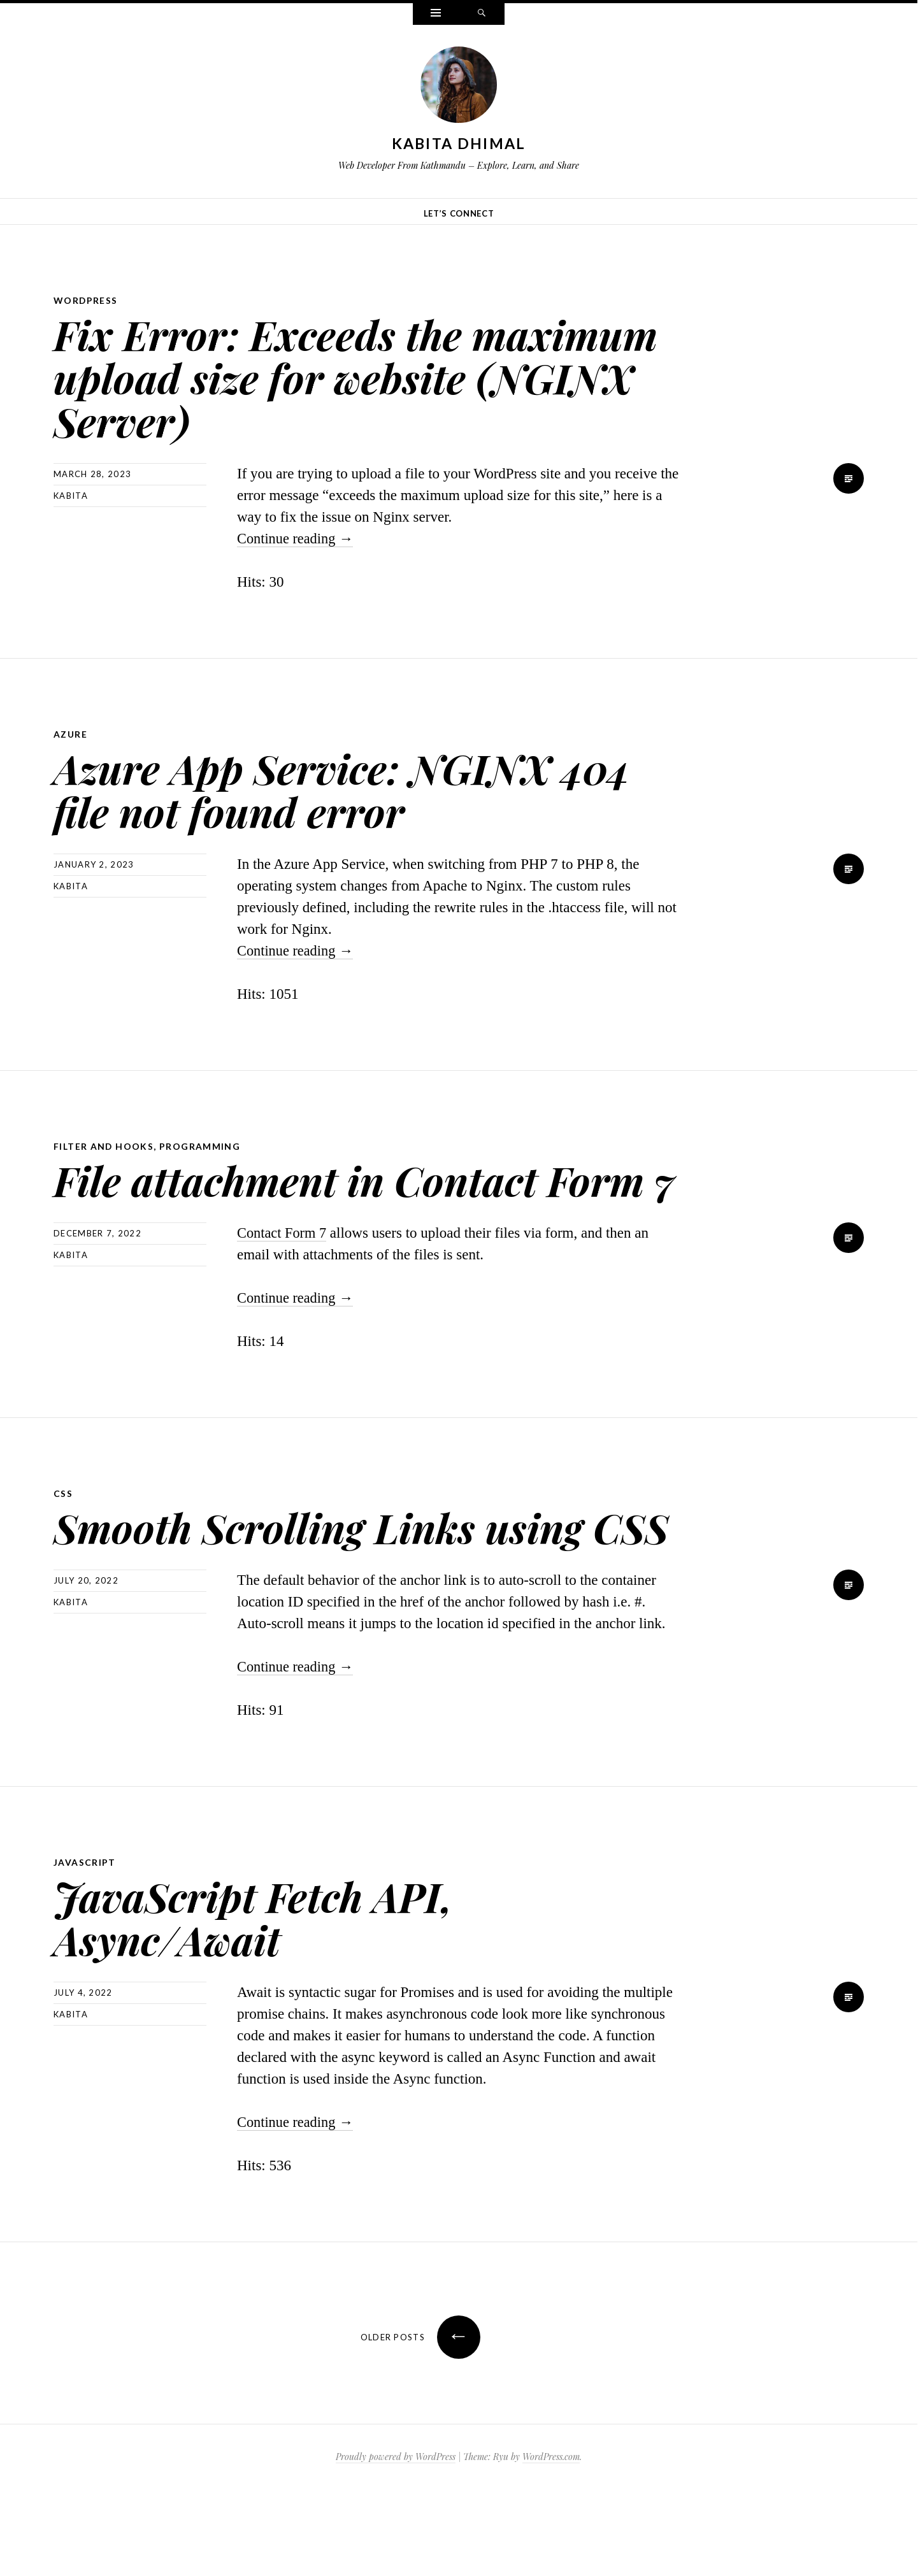 KABITA DHIMAL
Web Developer From Kathmandu – Explore, Learn, and Share
LET'S CONNECT
WORDPRESS
Fix Error: Exceeds the maximum
upload size for website (NGINX
Server)
MARCH 28, 2023
KABITA
If you are trying to upload a file to your WordPress site and you receive the
error message “exceeds the maximum upload size for this site,” here is a
way to fix the issue on Nginx server.
Continue reading →
Hits: 30
AZURE
Azure App Service: NGINX 404
file not found error
JANUARY 2, 2023
KABITA
In the Azure App Service, when switching from PHP 7 to PHP 8, the
operating system changes from Apache to Nginx. The custom rules
previously defined, including the rewrite rules in the .htaccess file, will not
work for Nginx.
Continue reading →
Hits: 1051
FILTER AND HOOKS, PROGRAMMING
File attachment in Contact Form 7
DECEMBER 7, 2022
KABITA
Contact Form 7 allows users to upload their files via form, and then an
email with attachments of the files is sent.
Continue reading →
Hits: 14
CSS
Smooth Scrolling Links using CSS
JULY 20, 2022
KABITA
The default behavior of the anchor link is to auto-scroll to the container
location ID specified in the href of the anchor followed by hash i.e. #.
Auto-scroll means it jumps to the location id specified in the anchor link.
Continue reading →
Hits: 91
JAVASCRIPT
JavaScript Fetch API,
Async/Await
JULY 4, 2022
KABITA
Await is syntactic sugar for Promises and is used for avoiding the multiple
promise chains. It makes asynchronous code look more like synchronous
code and makes it easier for humans to understand the code. A function
declared with the async keyword is called an Async Function and await
function is used inside the Async function.
Continue reading →
Hits: 536
OLDER POSTS ←
Proudly powered by WordPress | Theme: Ryu by WordPress.com.